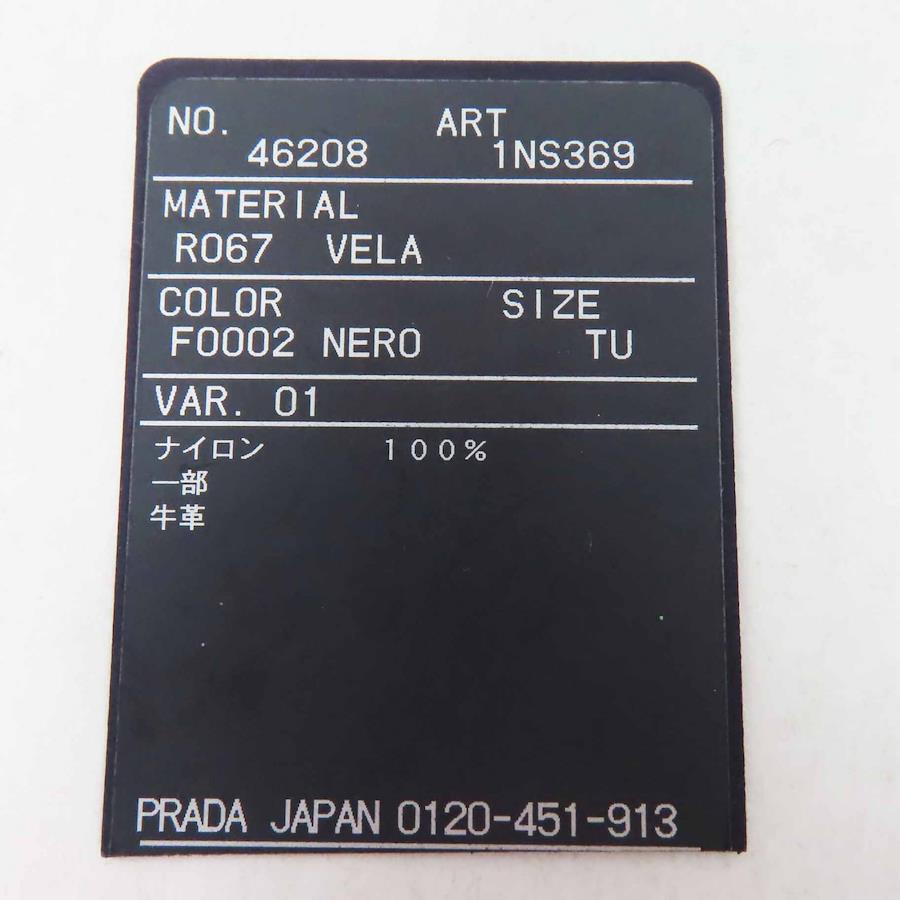 NO. ART
46208 1NS369
MATERIAL
R067 VELA
COLOR SIZE
F0002 NERO TU
VAR. 01
ナイロン 100%
一部
牛革
PRADA JAPAN 0120-451-913